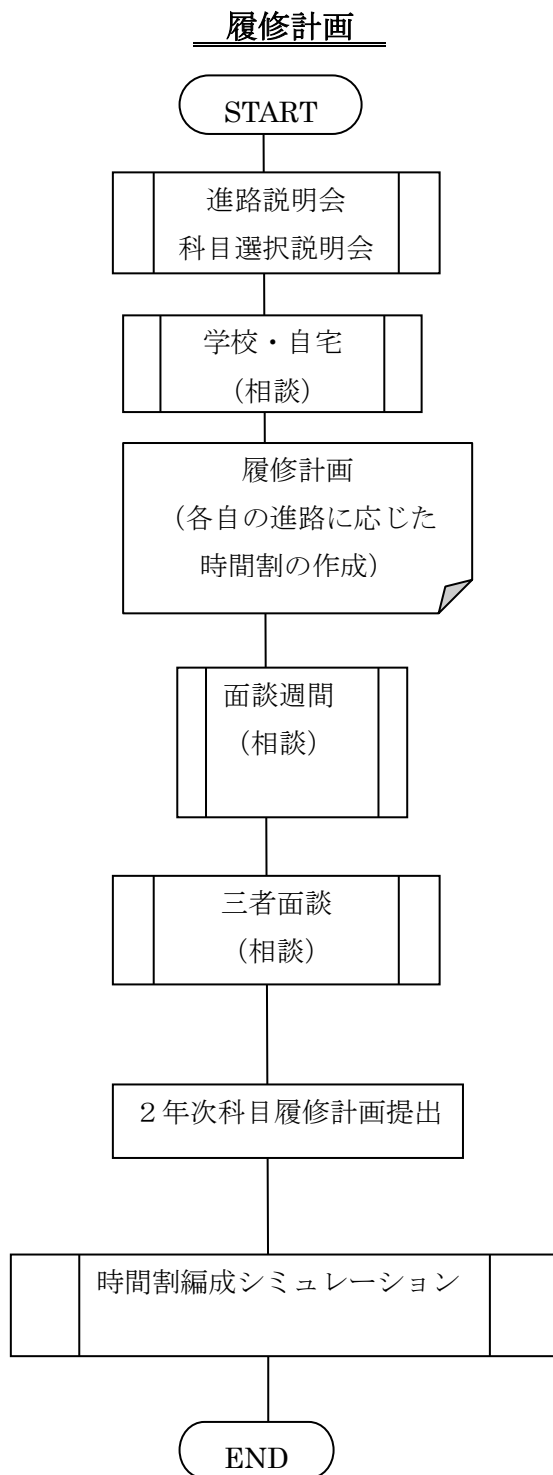 履修計画
START
進路説明会
科目選択説明会
学校・自宅
（相談）
履修計画
（各自の進路に応じた
時間割の作成）
面談週間
（相談）
三者面談
（相談）
２年次科目履修計画提出
時間割編成シミュレーション
END